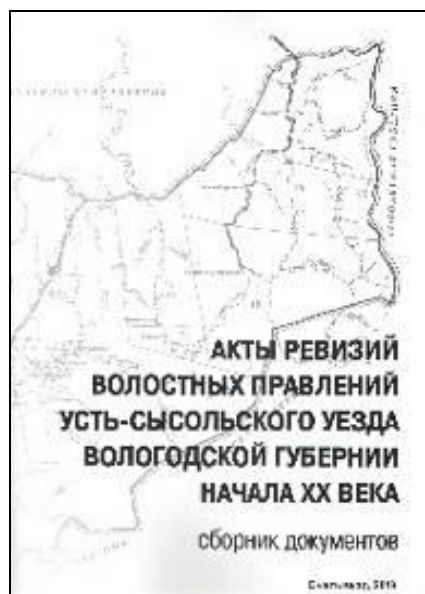 АКТЫ РЕВИЗИЙ
ВОЛОСТНЫХ ПРАВЛЕНИЙ
УСТЬ-СЫСОЛЬСКОГО УЕЗДА
ВОЛОГОДСКОЙ ГУБЕРНИИ
НАЧАЛА XX ВЕКА
сборник документов